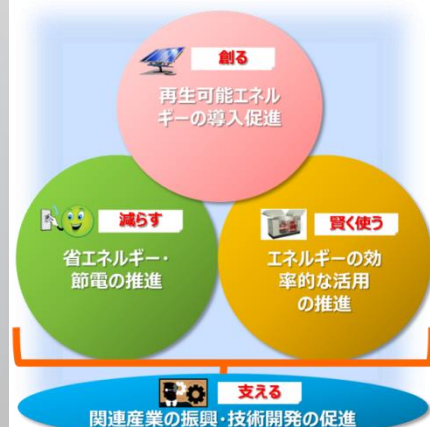 創る
再生可能エネル
ギーの導入促進
減らす
省エネルギー・
節電の推進
賢く使う
エネルギーの効
率的な活用
の推進
支える
関連産業の振興・技術開発の促進